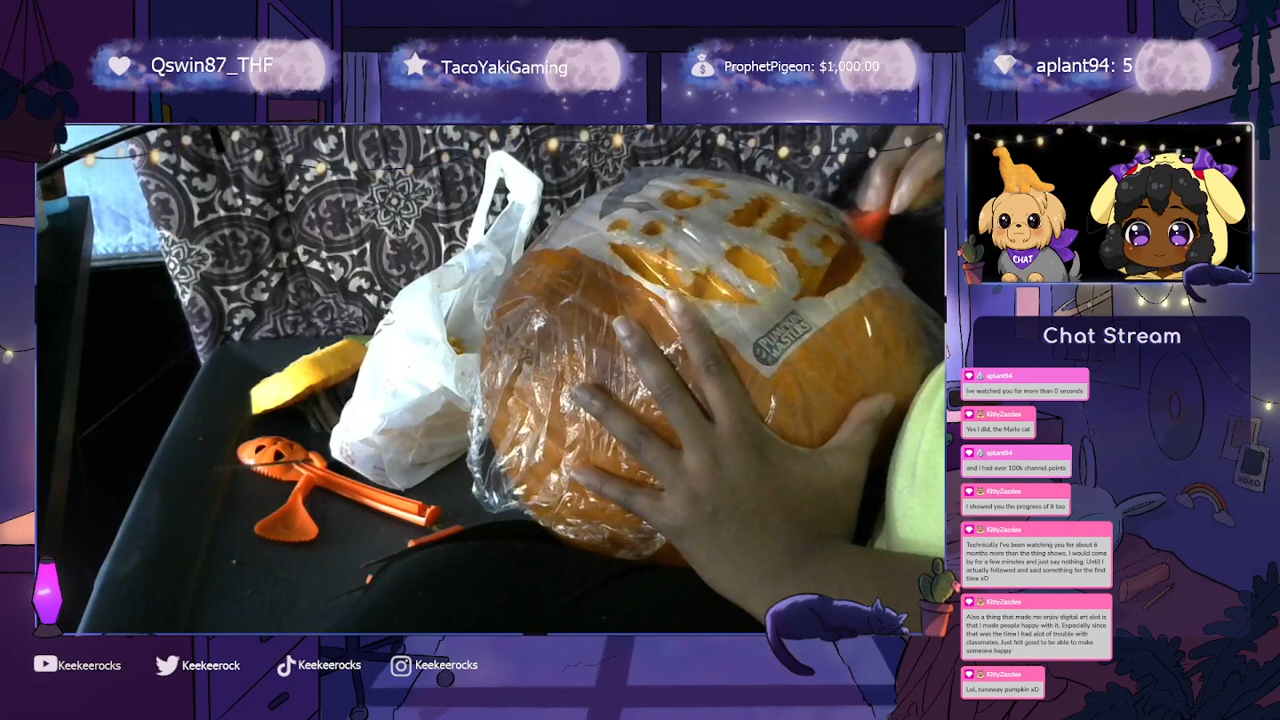 Qswin87_THF
TacoYakiGaming
ProphetPigeon: $1,000.00
aplant94: 5
CHAT
PUMPKIN
MASTERS
Chat Stream
aplant94
Ive watched you for more than 0 seconds
KittyZazzles
Yes I did, the Mario cat
aplant94
and I had over 100k channel points
KittyZazzles
I showed you the progress of it too
KittyZazzles
Technically I've been watching you for about 6
months more than the thing shows, I would come
by for a few minutes and just say nothing. Until I
actually followed and said something for the first
time xD
KittyZazzles
Also a thing that made me enjoy digital art alot is
that I made people happy with it. Especially since
that was the time I had alot of trouble with
classmates. Just felt good to be able to make
someone happy
KittyZazzles
Lol, runaway pumpkin xD
XOXO
Keekeerocks
Keekeerock
Keekeerocks
Keekeerocks